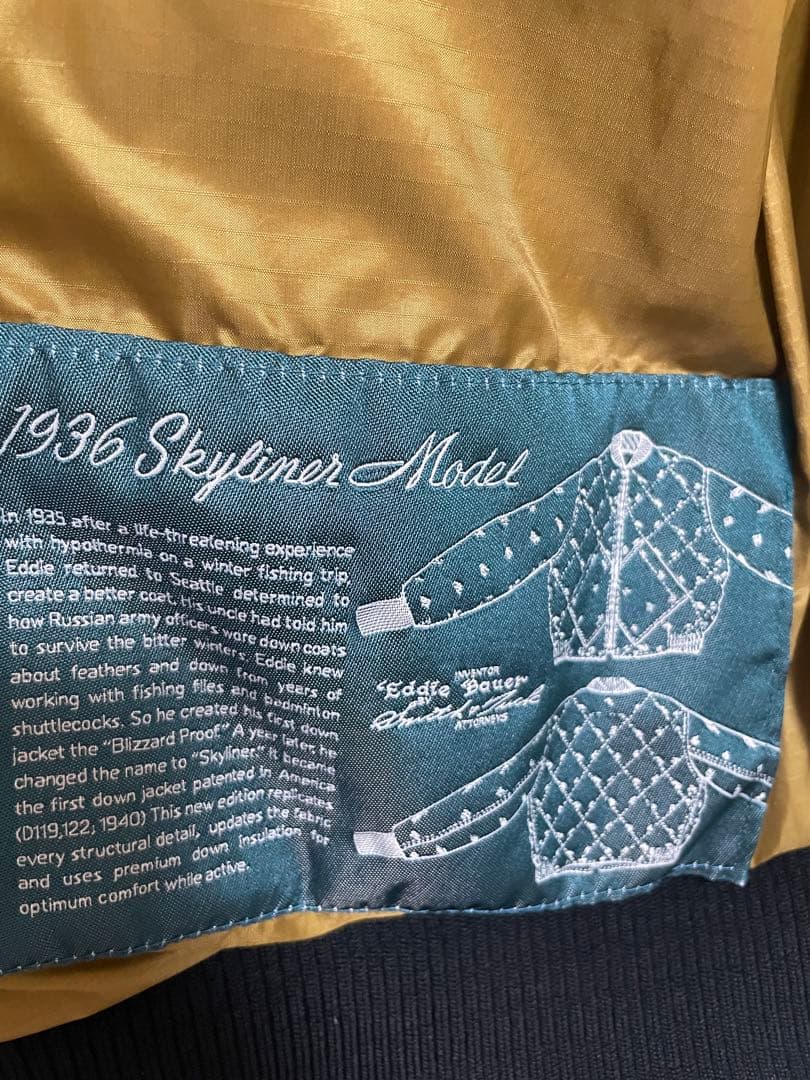 1936 Skyliner Model
In 1935 after a life-threatening experience
with hypothermia on a winter fishing trip,
Eddie returned to Seattle determined to
create a better coat. His uncle had told him
how Russian army officers wore down coats
to survive the bitter winters. Eddie knew
about feathers and down from years of
working with fishing flies and badminton
shuttlecocks. So he created his first down
jacket the "Blizzard Proof." A year later he
changed the name to "Skyliner." It became
the first down jacket patented in America
(D119,122; 1940) This new edition replicates
every structural detail, updates the fabric
and uses premium down insulation for
optimum comfort while active.
INVENTOR
Eddie Bauer
BY
ATTORNEYS